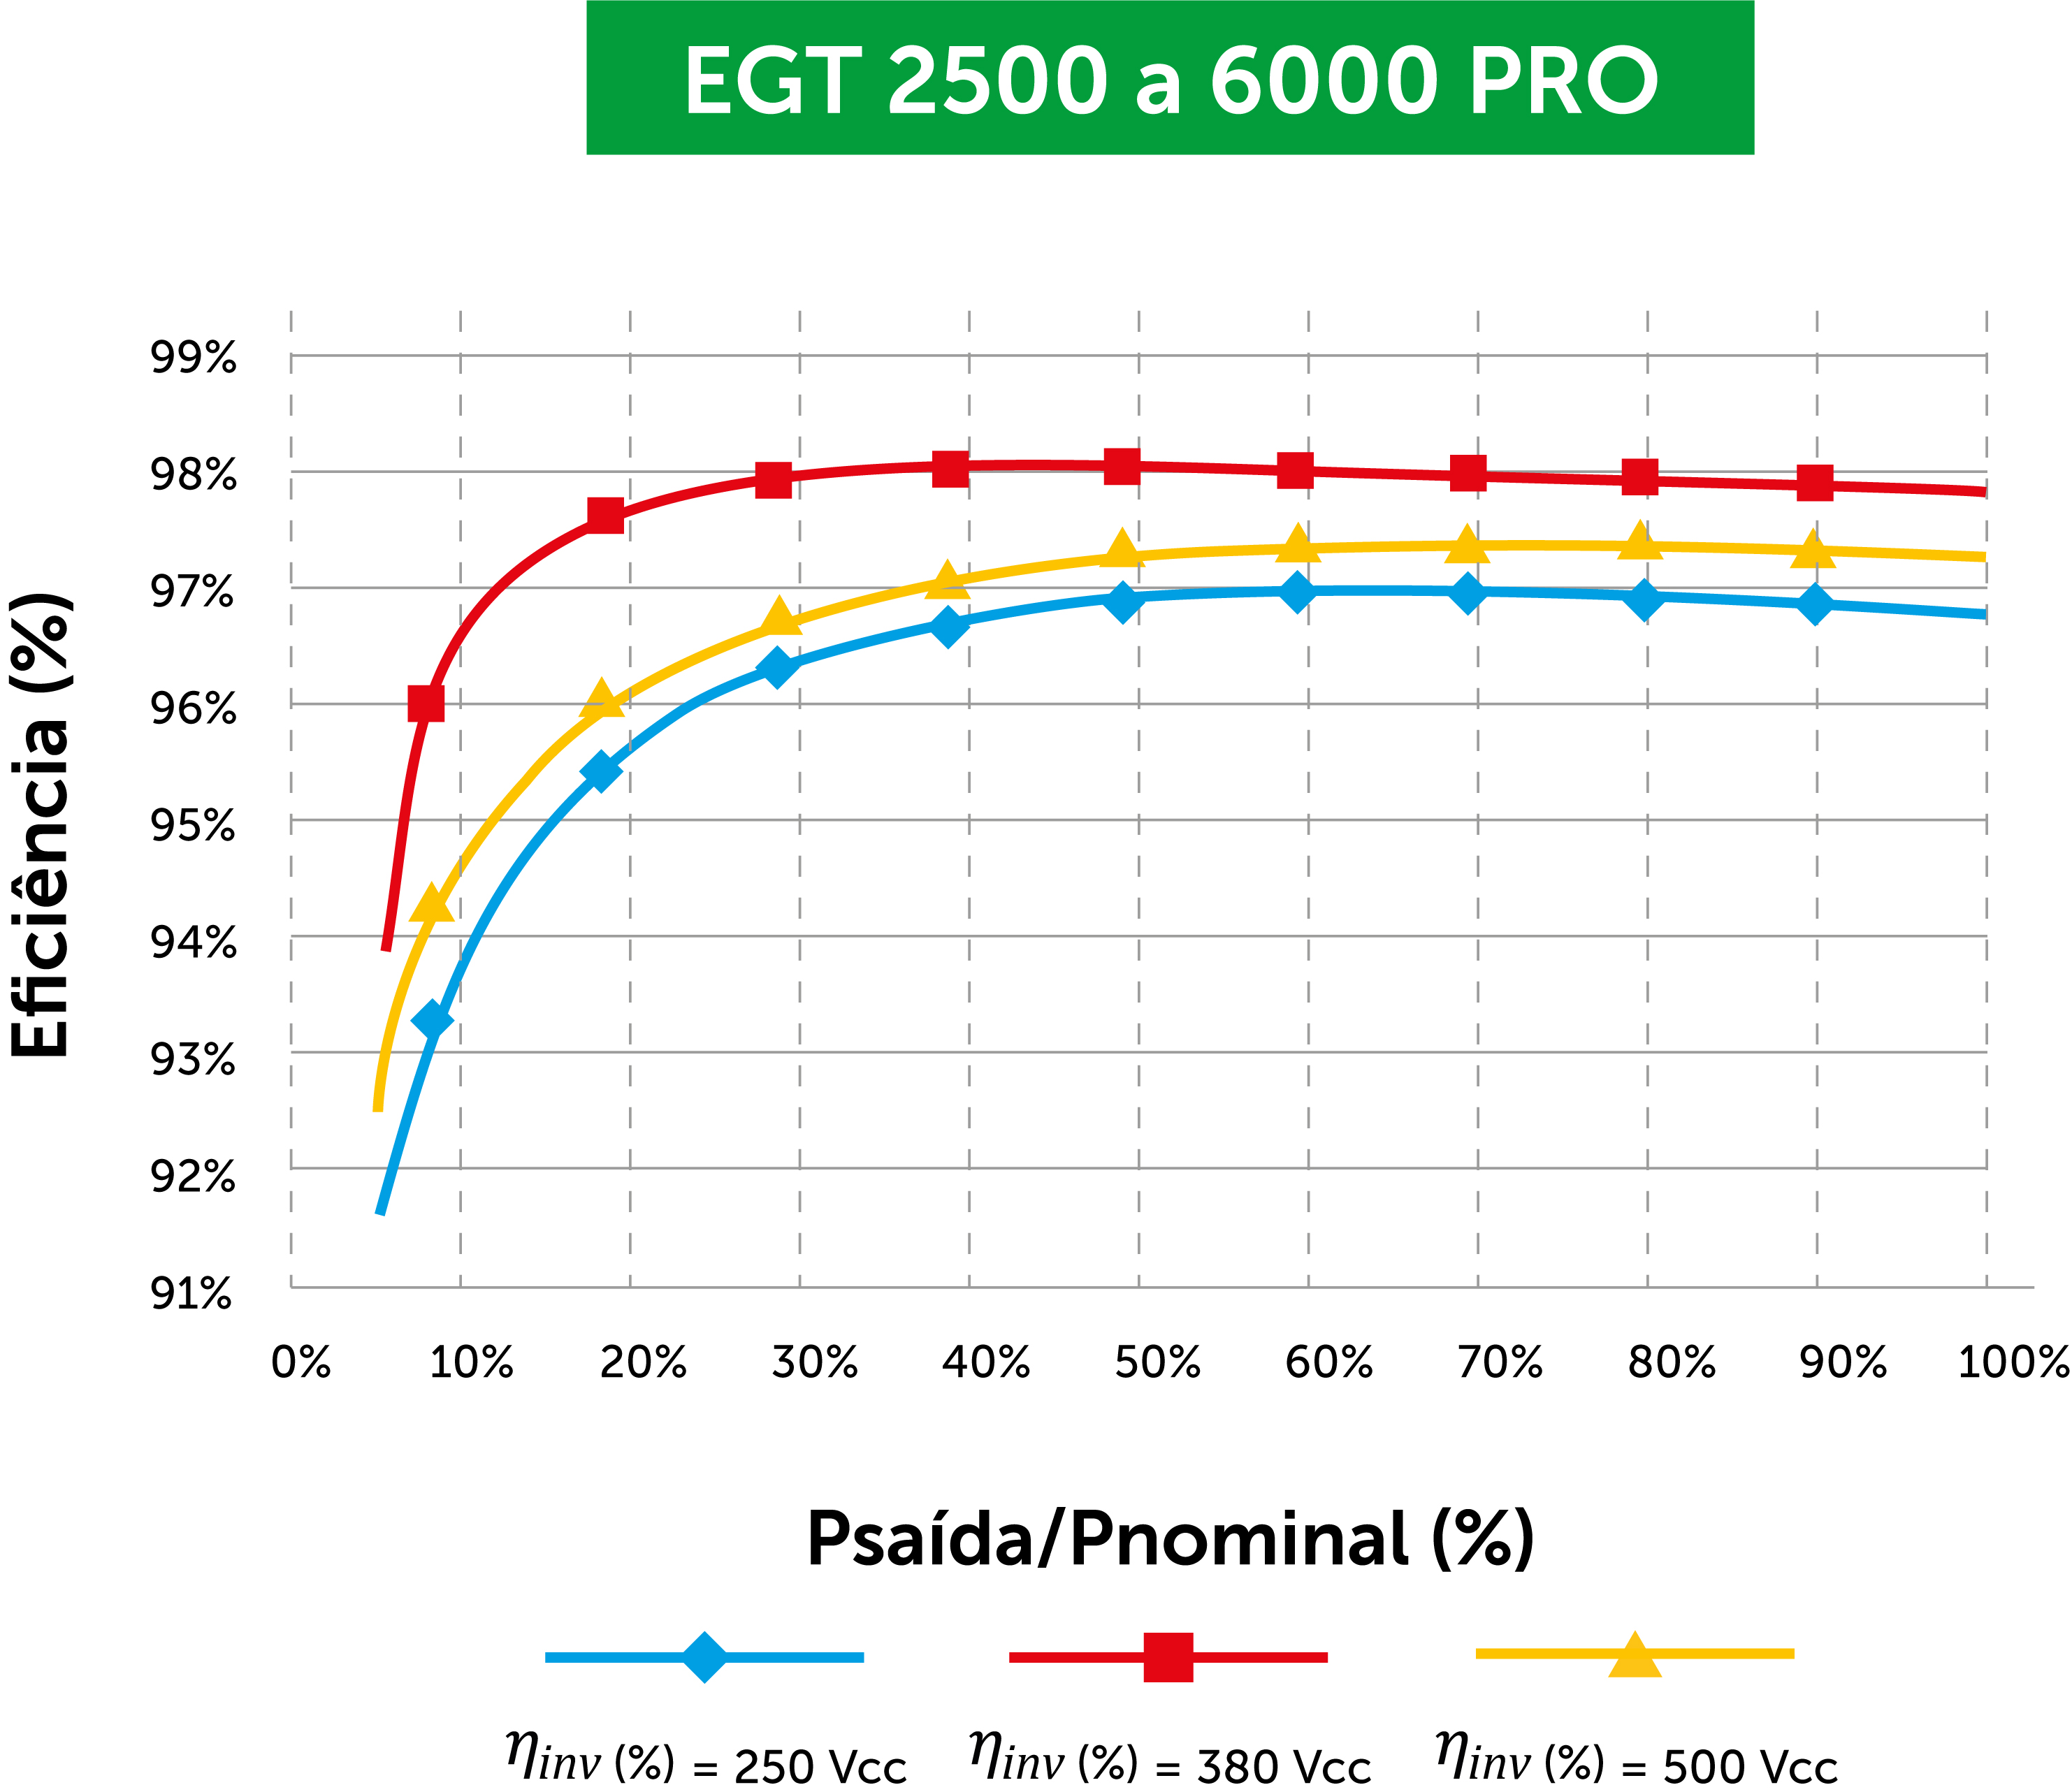 EGT 2500 a 6000 PRO
Eficiência (%)
99%
98%
97%
96%
95%
94%
93%
92%
91%
0% 10% 20% 30% 40% 50% 60% 70% 80% 90% 100%
Psaída/Pnominal (%)
ηinv (%) = 250 Vcc ηinv (%) = 380 Vcc ηinv (%) = 500 Vcc